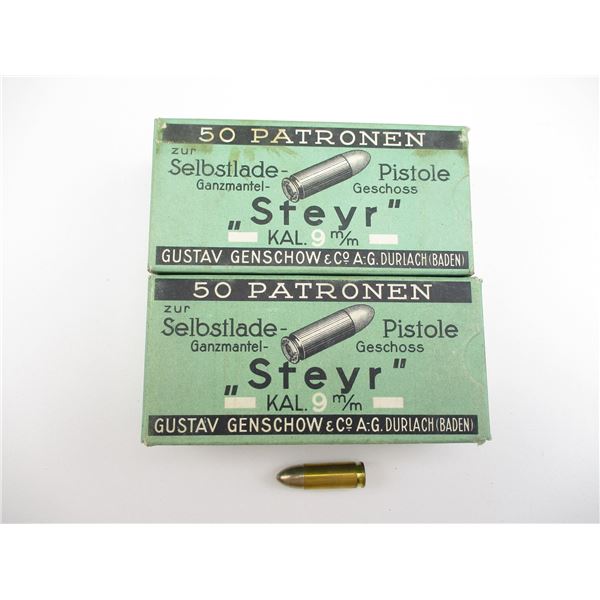 50 PATRONEN
zur
Selbstlade- Pistole
Ganzmantel- Geschoss
„Steyr"
KAL. 9 m/m
GUSTAV GENSCHOW & Cº A.-G. DURLACH (BADEN)
50 PATRONEN
zur
Selbstlade- Pistole
Ganzmantel- Geschoss
„Steyr"
KAL. 9 m/m
GUSTAV GENSCHOW & Cº A.-G. DURLACH (BADEN)